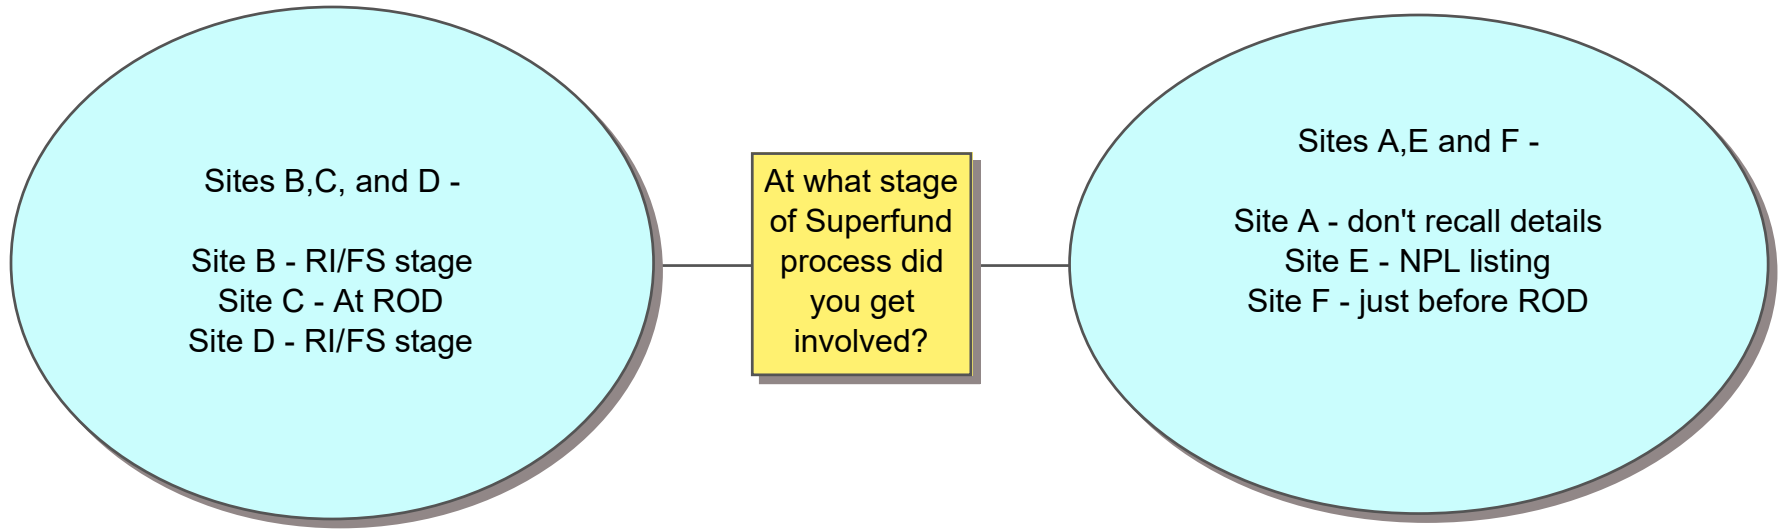 Sites B,C, and D -
Site B - RI/FS stage
Site C - At ROD
Site D - RI/FS stage
At what stage
of Superfund
process did
you get
involved?
Sites A,E and F -
Site A - don't recall details
Site E - NPL listing
Site F - just before ROD